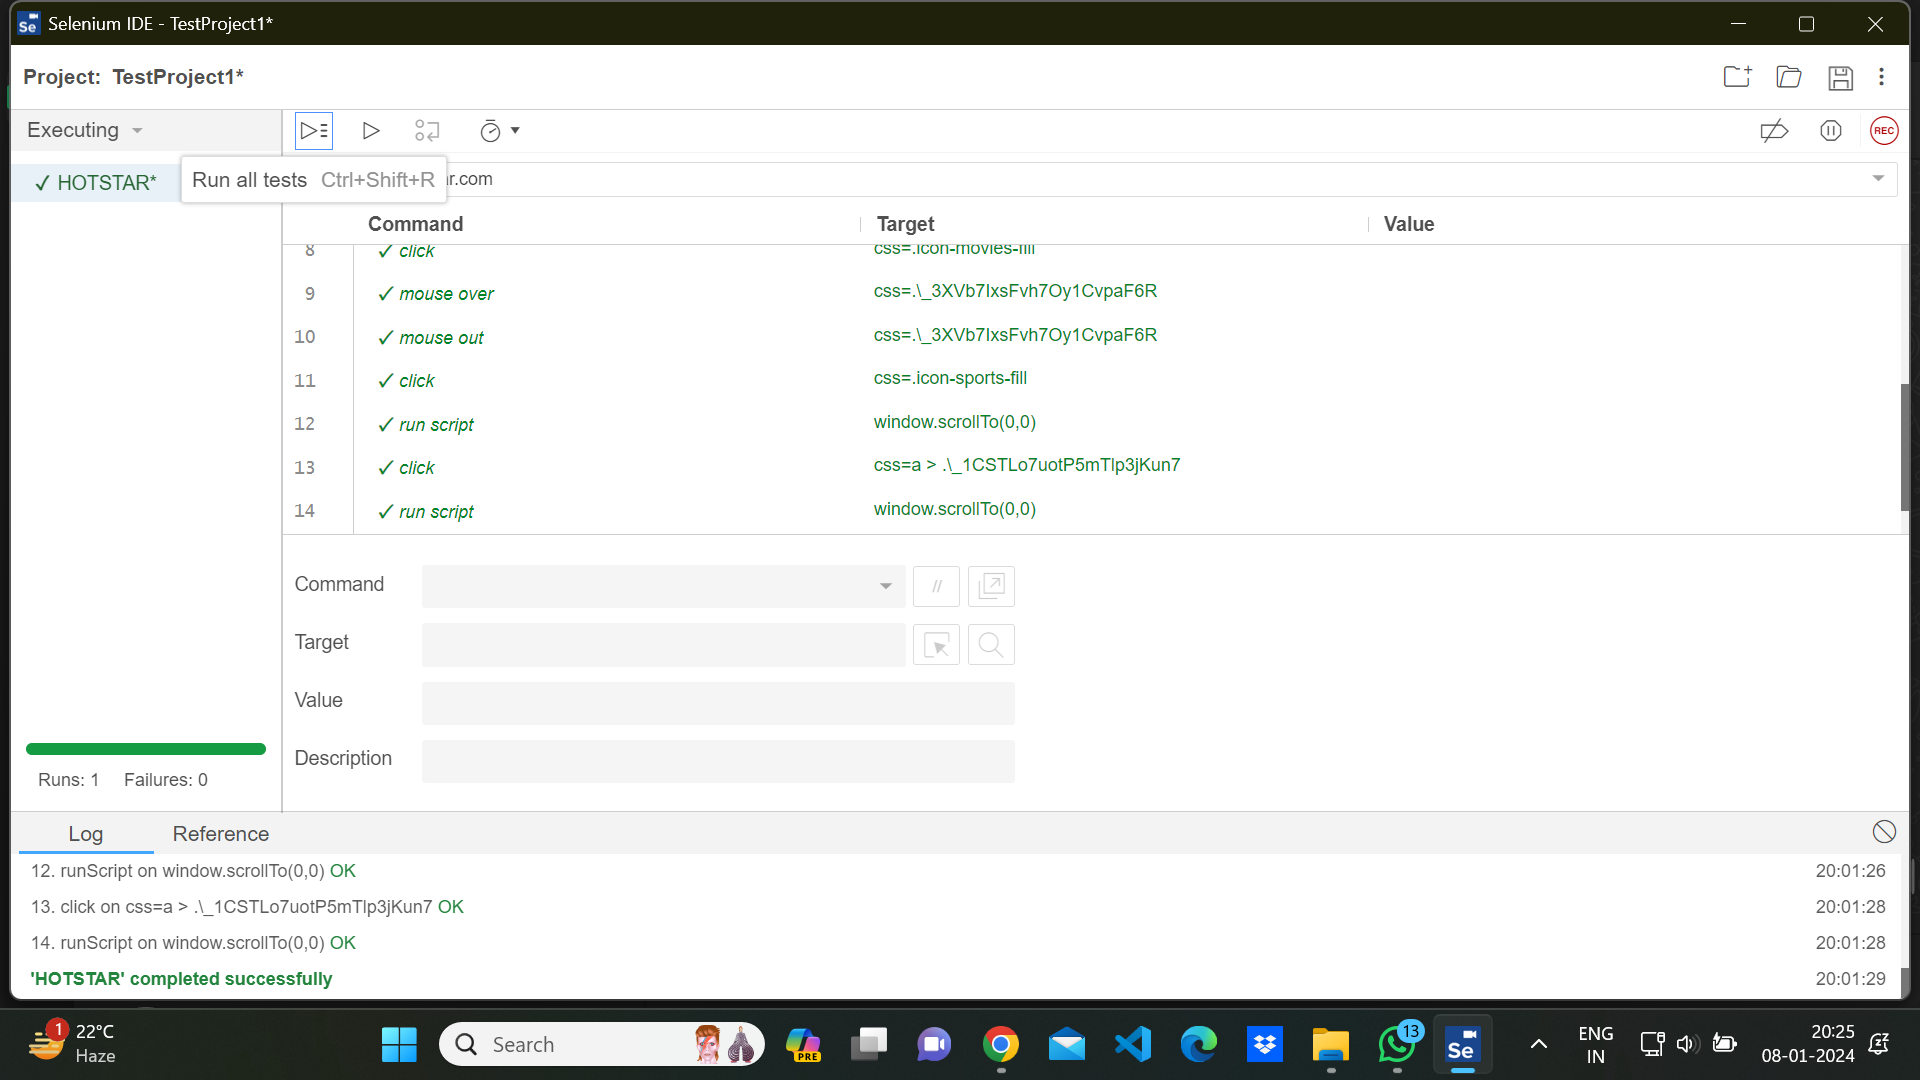 Se Selenium IDE - TestProject1*
Project: TestProject1*
Executing
✓ HOTSTAR*
Run all tests Ctrl+Shift+R
r.com
REC
Command Target Value
8 ✓ click css=.icon-movies-fill
9 ✓ mouse over css=.\_3XVb7IxsFvh7Oy1CvpaF6R
10 ✓ mouse out css=.\_3XVb7IxsFvh7Oy1CvpaF6R
11 ✓ click css=.icon-sports-fill
12 ✓ run script window.scrollTo(0,0)
13 ✓ click css=a > .\_1CSTLo7uotP5mTlp3jKun7
14 ✓ run script window.scrollTo(0,0)
Command //
Target
Value
Description
Runs: 1 Failures: 0
Log Reference
12. runScript on window.scrollTo(0,0) OK 20:01:26
13. click on css=a > .\_1CSTLo7uotP5mTlp3jKun7 OK 20:01:28
14. runScript on window.scrollTo(0,0) OK 20:01:28
'HOTSTAR' completed successfully 20:01:29
1 22°C
Haze
Search
PRE
13
Se
ENG
IN
20:25
08-01-2024